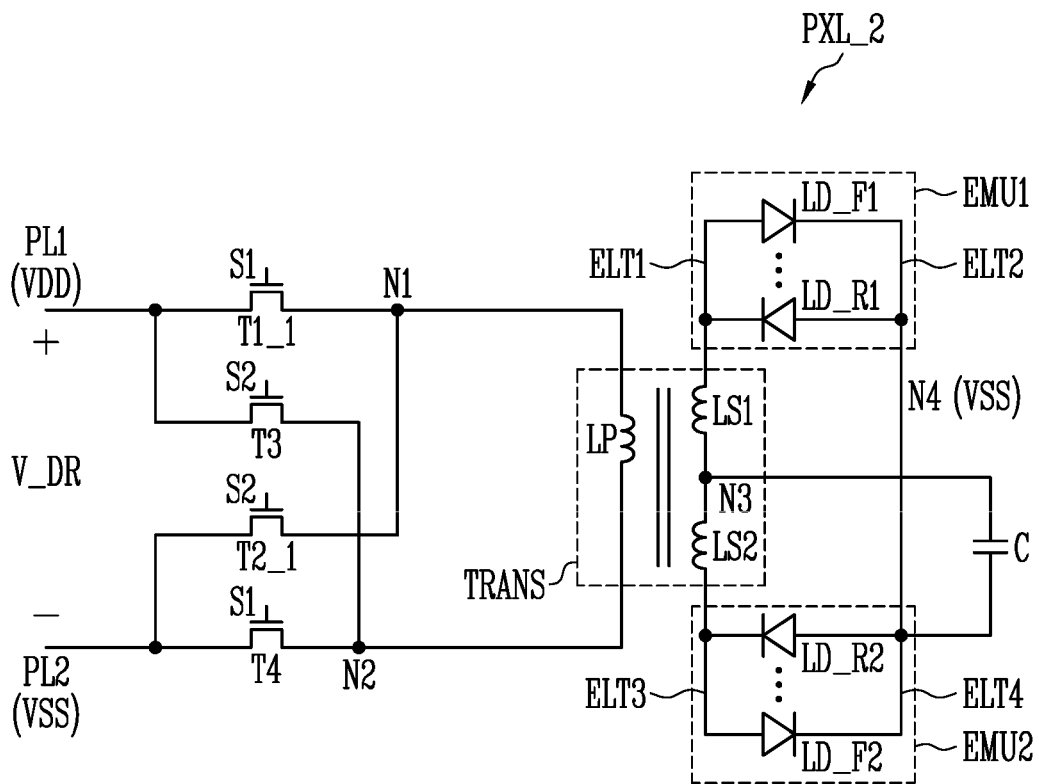 PXL_2
LD_F1
EMU1
ELT1
ELT2
LD_R1
PL1
(VDD)
+
S1
T1_1
N1
S2
T3
V_DR
S2
T2_1
S1
T4
N2
−
PL2
(VSS)
LP
LS1
N3
LS2
TRANS
N4 (VSS)
C
LD_R2
ELT3
ELT4
LD_F2
EMU2